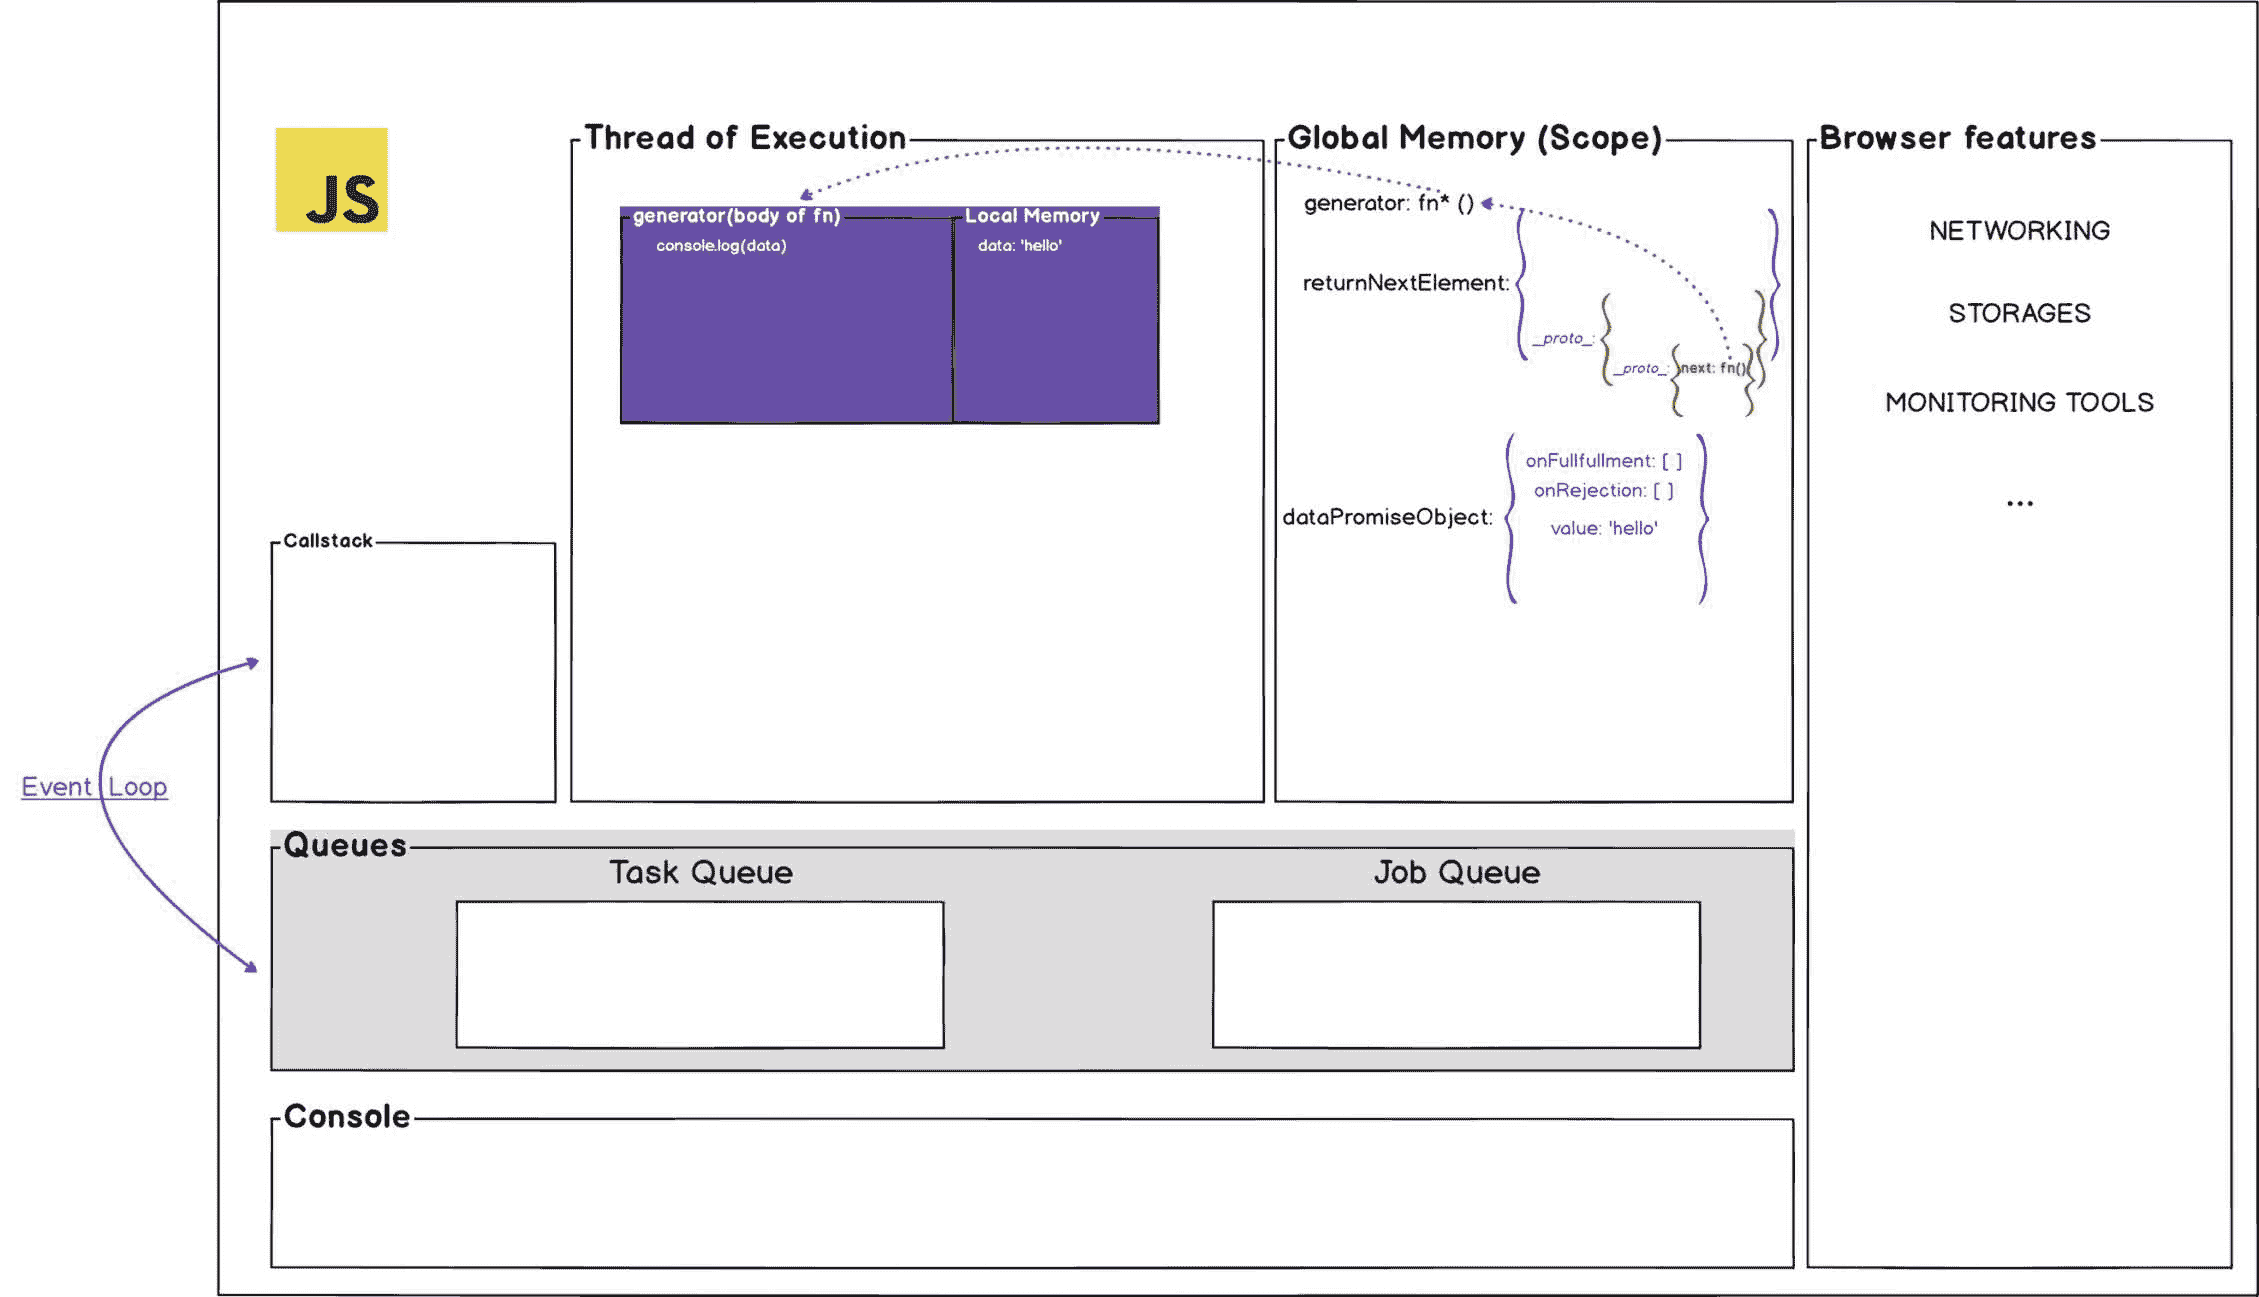 JS
Thread of Execution
generator(body of fn)
console.log(data)
Local Memory
data: 'hello'
Global Memory (Scope)
generator: fn* ()
returnNextElement:
_proto_:
_proto_:
next: fn()
dataPromiseObject:
onFullfullment: [ ]
onRejection: [ ]
value: 'hello'
Browser features
NETWORKING
STORAGES
MONITORING TOOLS
...
Callstack
Event Loop
Queues
Task Queue
Job Queue
Console